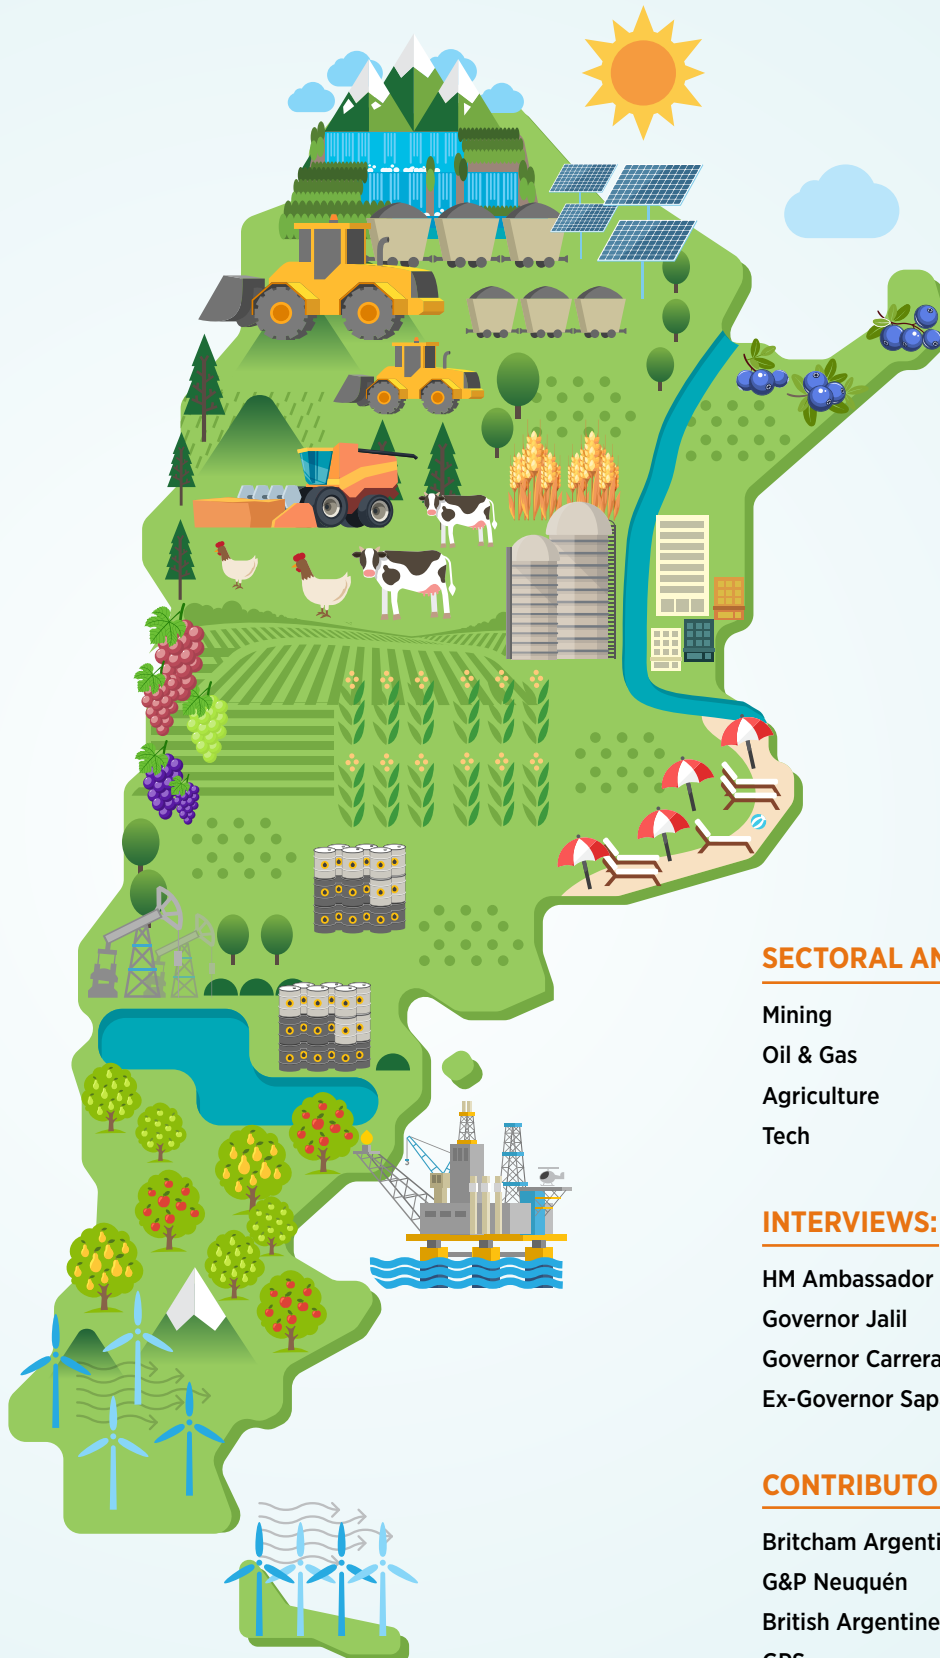 SECTORAL AN
Mining
Oil & Gas
Agriculture
Tech
INTERVIEWS:
HM Ambassador
Governor Jalil
Governor Carrera
Ex-Governor Sap
CONTRIBUTO
Britcham Argenti
G&P Neuquén
British Argentine